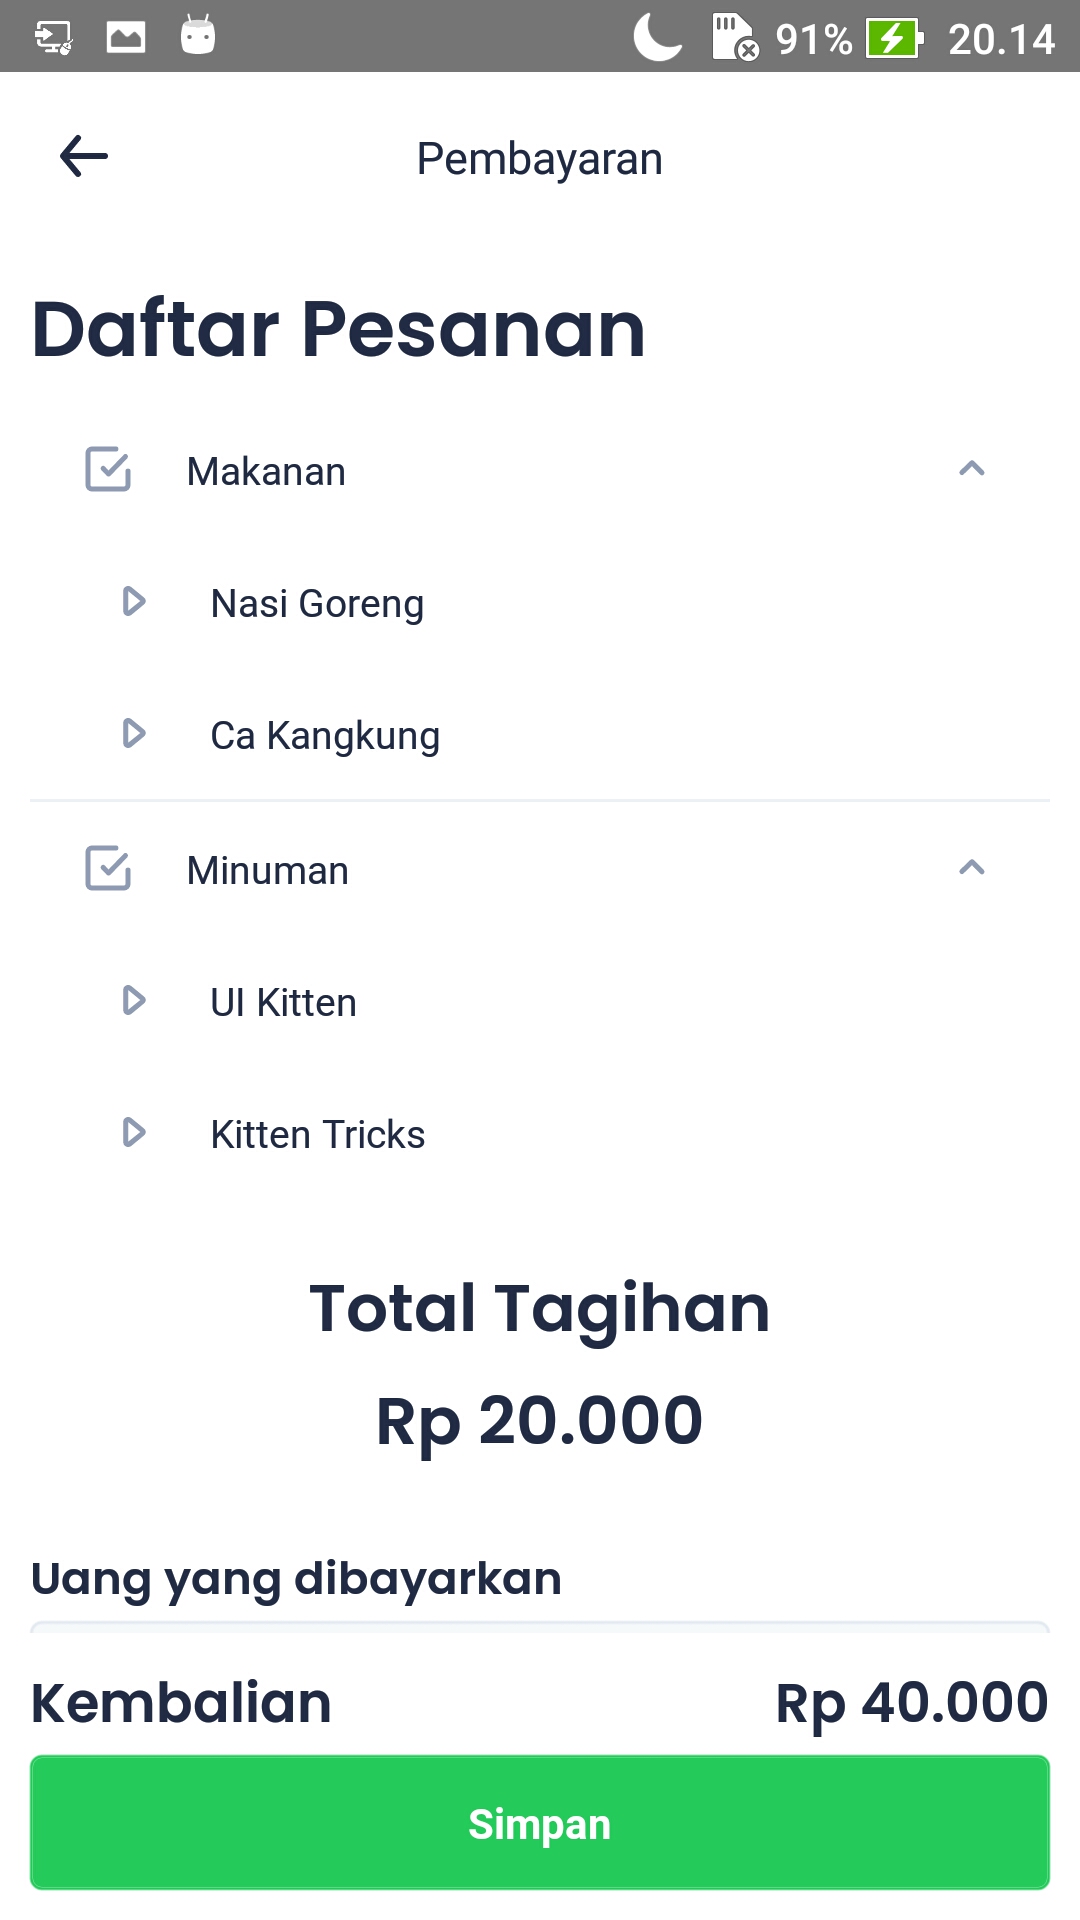 91% 20.14
Pembayaran
Daftar Pesanan
Makanan
Nasi Goreng
Ca Kangkung
Minuman
UI Kitten
Kitten Tricks
Total Tagihan
Rp 20.000
Uang yang dibayarkan
Kembalian Rp 40.000
Simpan